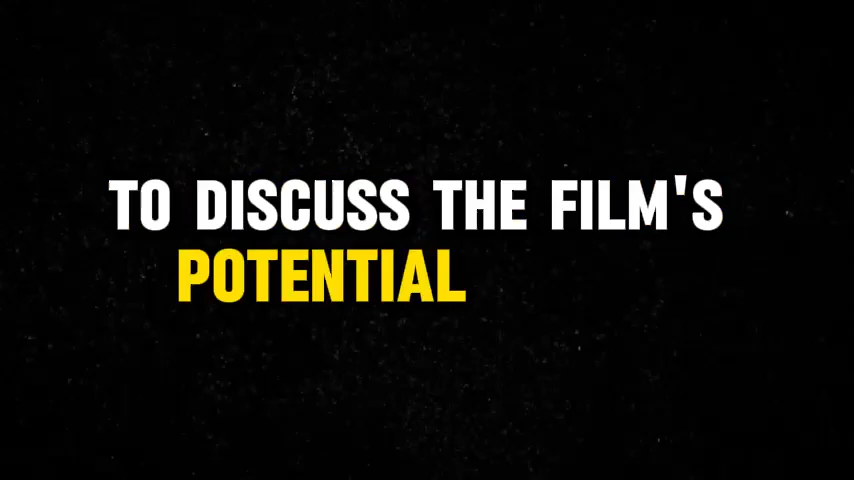 TO DISCUSS THE FILM'S
POTENTIAL